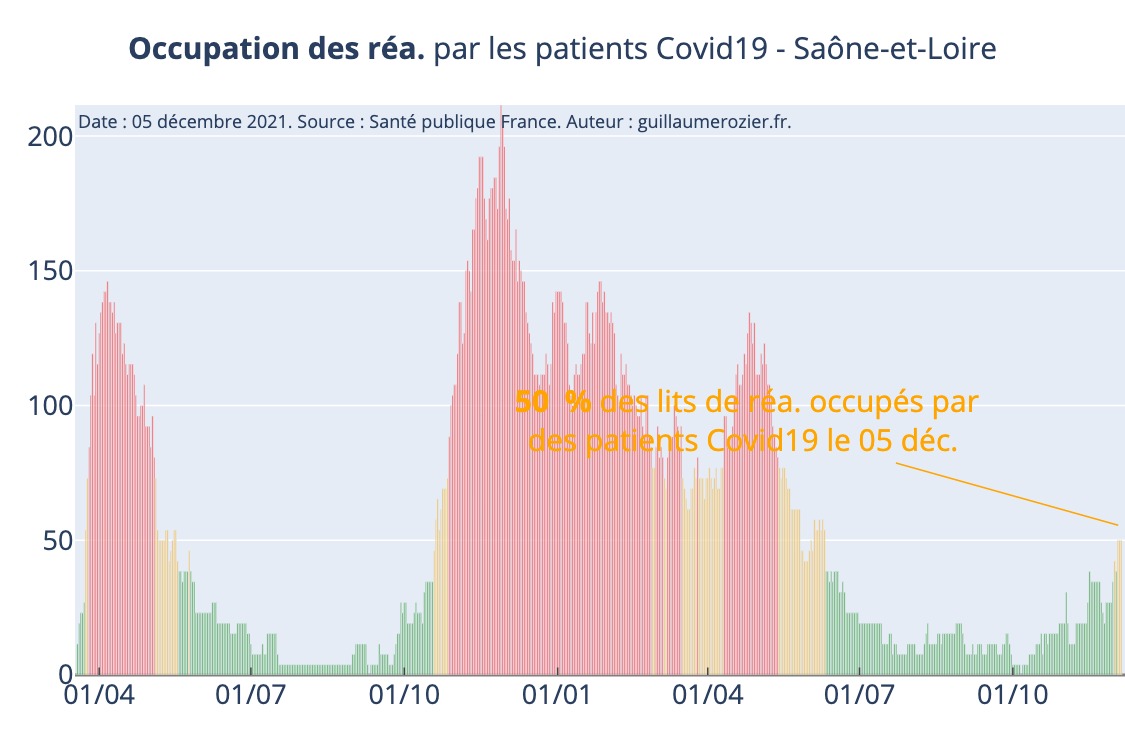 Occupation des réa. par les patients Covid19 - Saône-et-Loire
Date : 05 décembre 2021. Source : Santé publique France. Auteur : guillaumerozier.fr.
200
150
100
50
0
50 % des lits de réa. occupés par
des patients Covid19 le 05 déc.
01/04 01/07 01/10 01/01 01/04 01/07 01/10